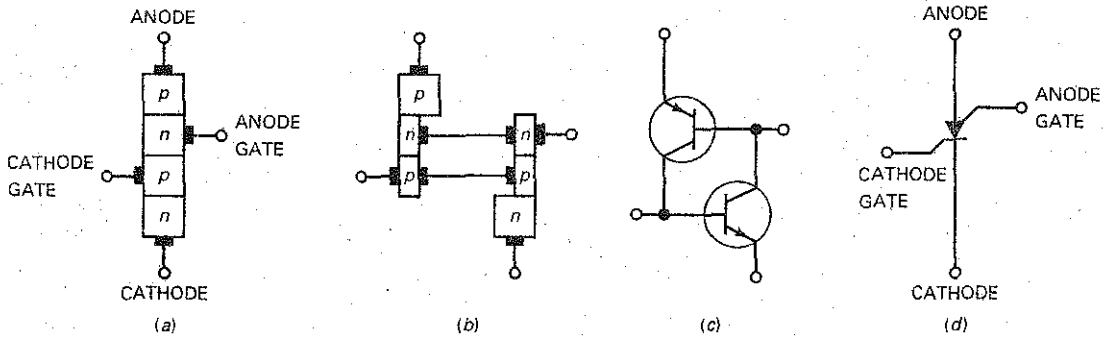 ANODE
p
n
ANODE
GATE
CATHODE
GATE
p
n
CATHODE
(a)
p
n
n
p
p
n
(b)
(c)
ANODE
ANODE
GATE
CATHODE
GATE
CATHODE
(d)